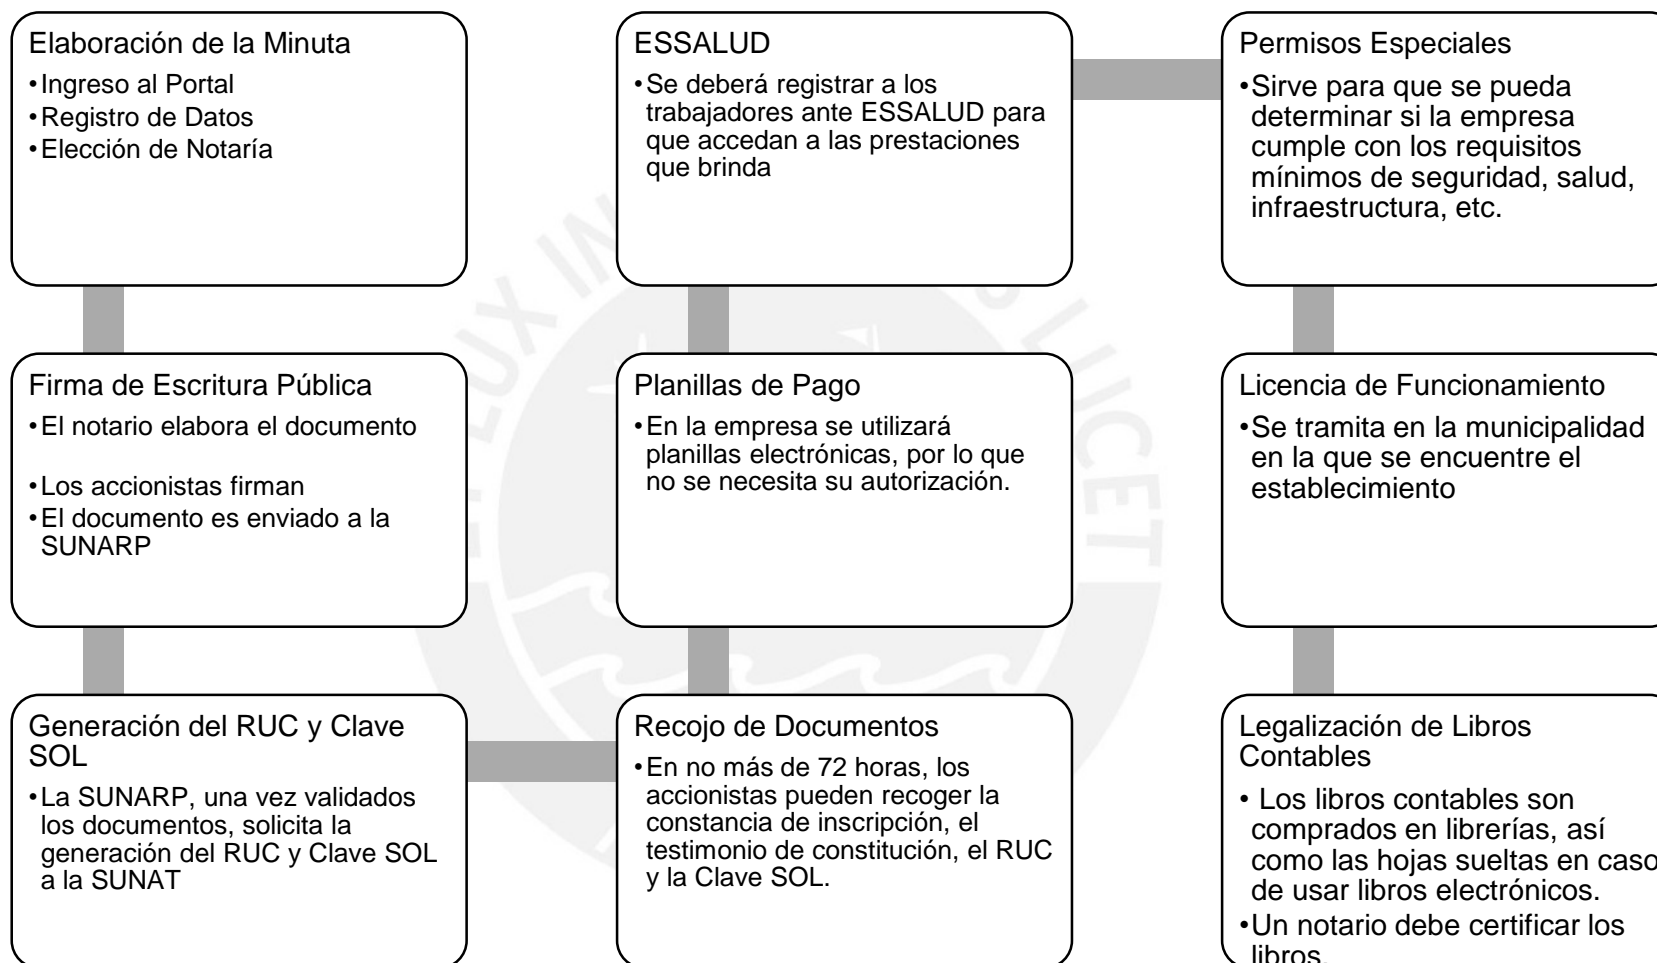 Elaboración de la Minuta
•Ingreso al Portal
•Registro de Datos
•Elección de Notaría
Firma de Escritura Pública
•El notario elabora el documento
•Los accionistas firman
•El documento es enviado a la
SUNARP
Generación del RUC y Clave
SOL
•La SUNARP, una vez validados
los documentos, solicita la
generación del RUC y Clave SOL
a la SUNAT
Recojo de Documentos
•En no más de 72 horas, los
accionistas pueden recoger la
constancia de inscripción, el
testimonio de constitución, el RUC
y la Clave SOL.
Planillas de Pago
•En la empresa se utilizará
planillas electrónicas, por lo que
no se necesita su autorización.
ESSALUD
•Se deberá registrar a los
trabajadores ante ESSALUD para
que accedan a las prestaciones
que brinda
Permisos Especiales
•Sirve para que se pueda
determinar si la empresa
cumple con los requisitos
mínimos de seguridad, salud,
infraestructura, etc.
Licencia de Funcionamiento
•Se tramita en la municipalidad
en la que se encuentre el
establecimiento
Legalización de Libros
Contables
• Los libros contables son
comprados en librerías, así
como las hojas sueltas en caso
de usar libros electrónicos.
•Un notario debe certificar los
libros.
LUX IN
LUCET